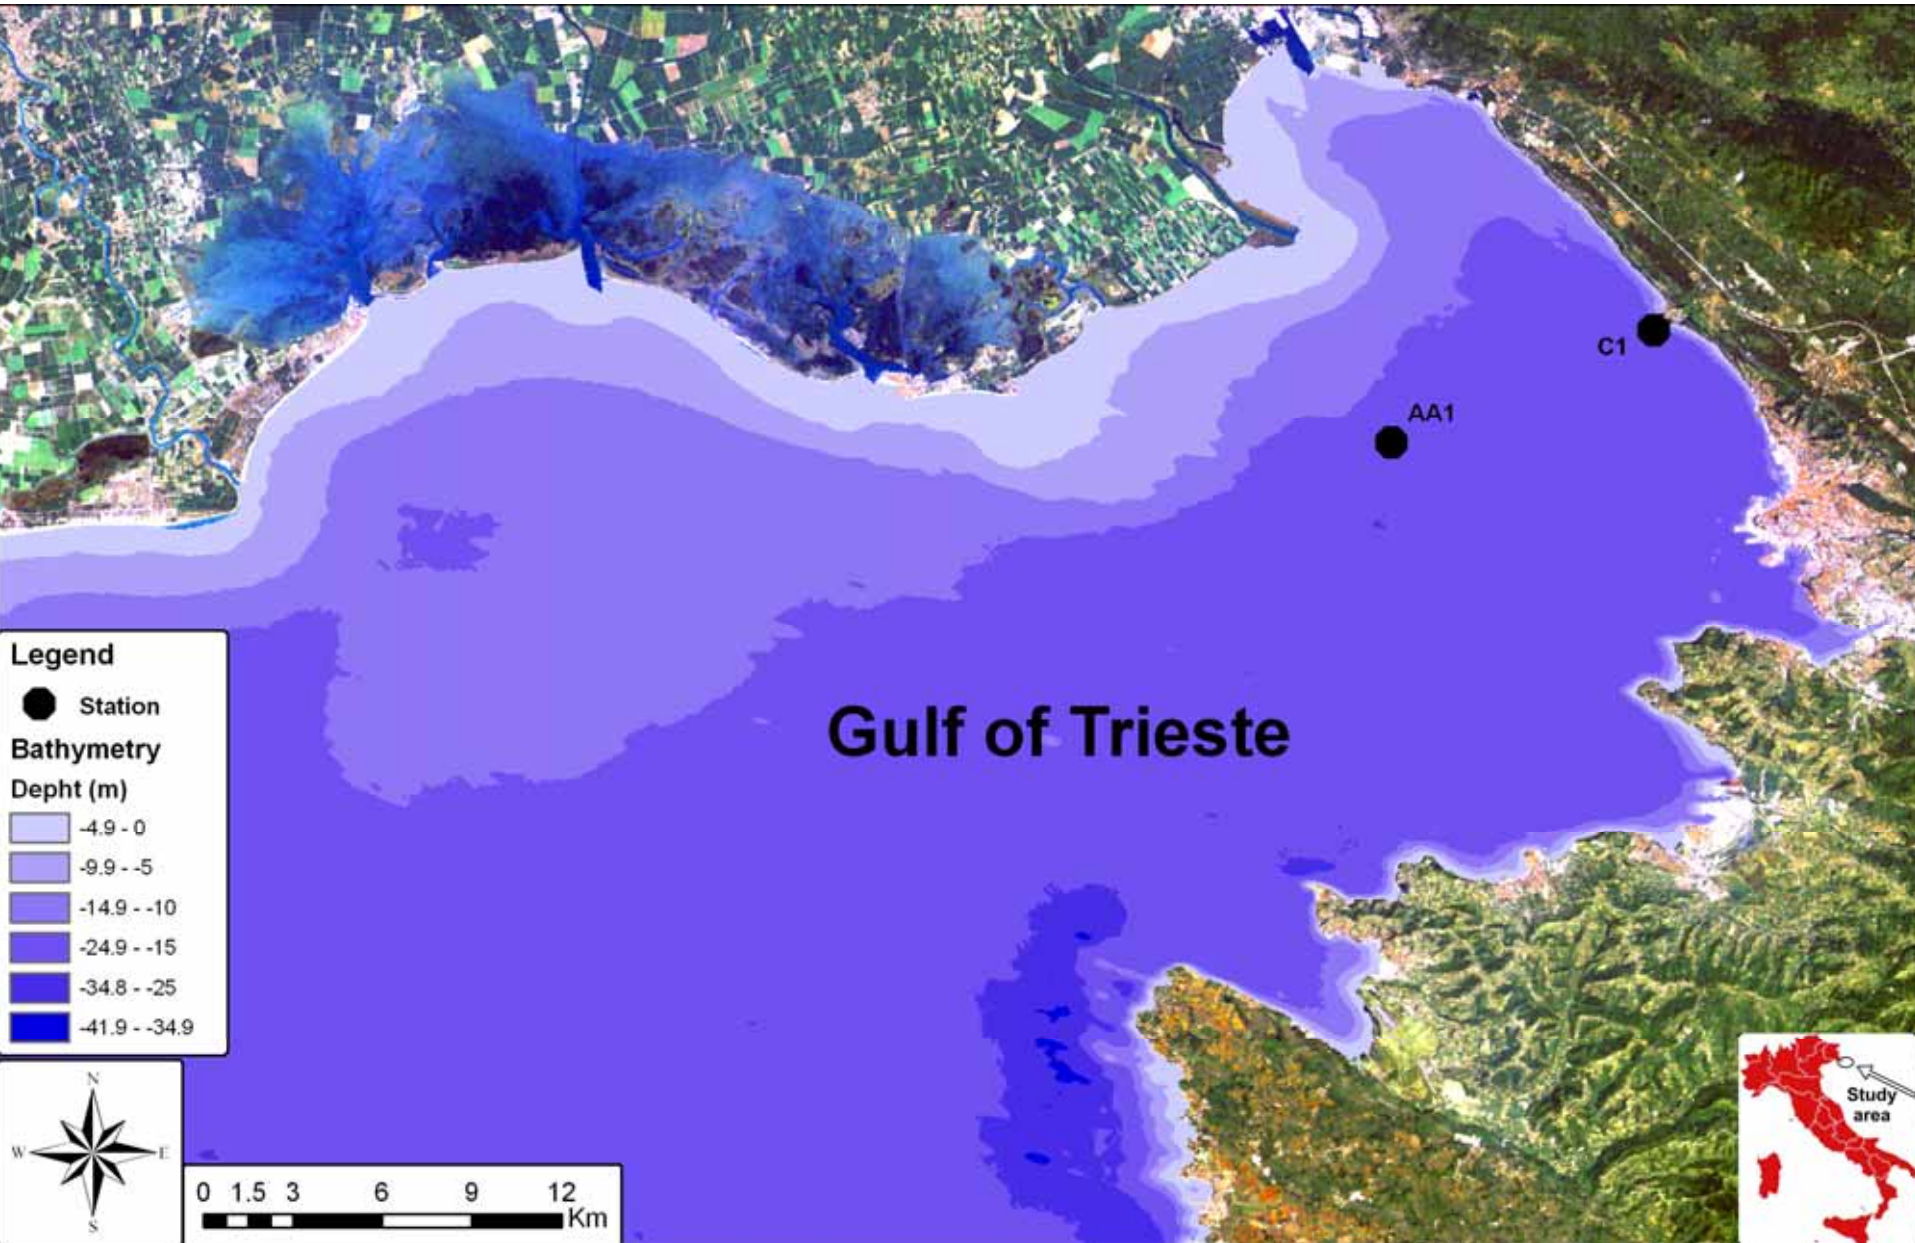 C1
AA1
Gulf of Trieste
Legend
Station
Bathymetry
Depht (m)
-4.9 - 0
-9.9 - -5
-14.9 - -10
-24.9 - -15
-34.8 - -25
-41.9 - -34.9
N
W
E
S
0 1.5 3 6 9 12
Km
Study
area